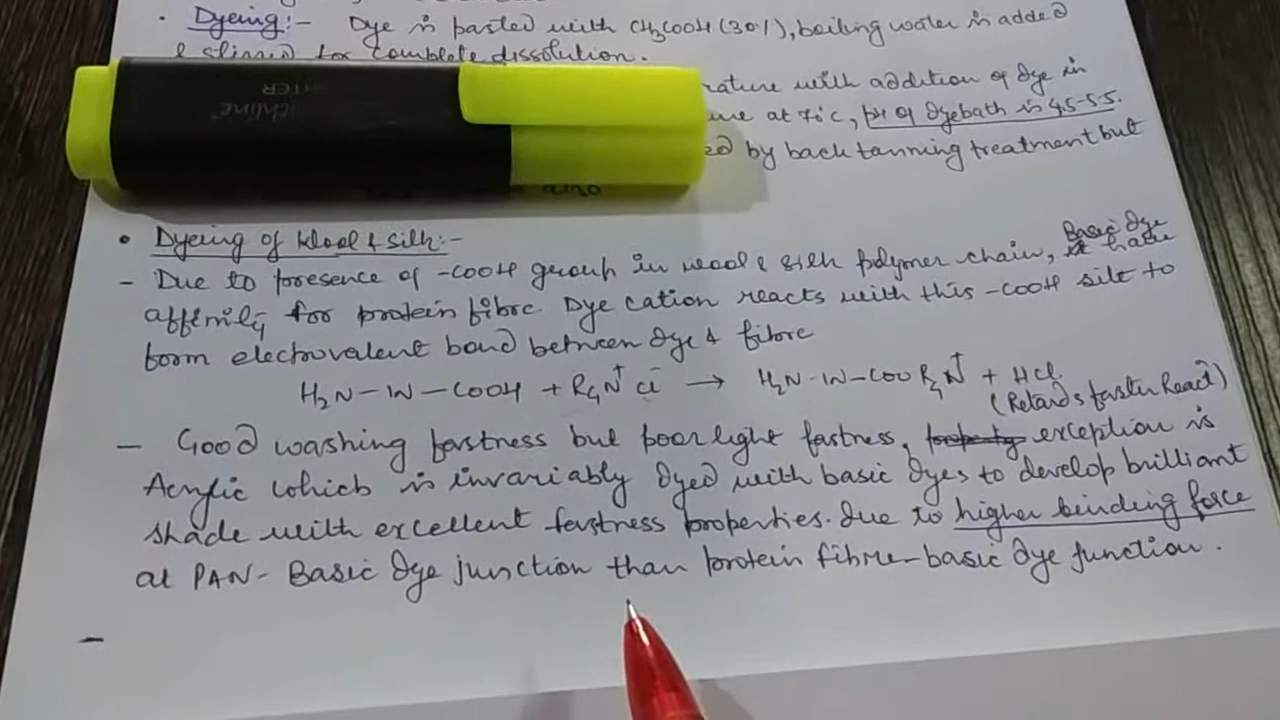 • Dyeing:- Dye is pasted with CH3COOH (30%), boiling water is added
& stirred for complete dissolution.
rature with addition of dye in
ure at 70°c, pH of Dyebath is 4.5-5.5.
ed by back tanning treatment but
• Dyeing of Wool & Silk:-
- Due to presence of -COOH group in wool & silk polymer chain, Basic Dye have
affinity for protein fibre. Dye cation reacts with this -COOH site to
form electrovalent bond between dye & fibre
H2N-W-COOH + R4N+ Cl- → H2N-W-COO R4N+ + HCl.
(Retards faster React)
- Good washing fastness but poor light fastness, exception is
Acrylic which is invariably dyed with basic dyes to develop brilliant
shade with excellent fastness properties. due to higher binding force
at PAN- Basic dye junction than protein fibre-basic dye junction.
-